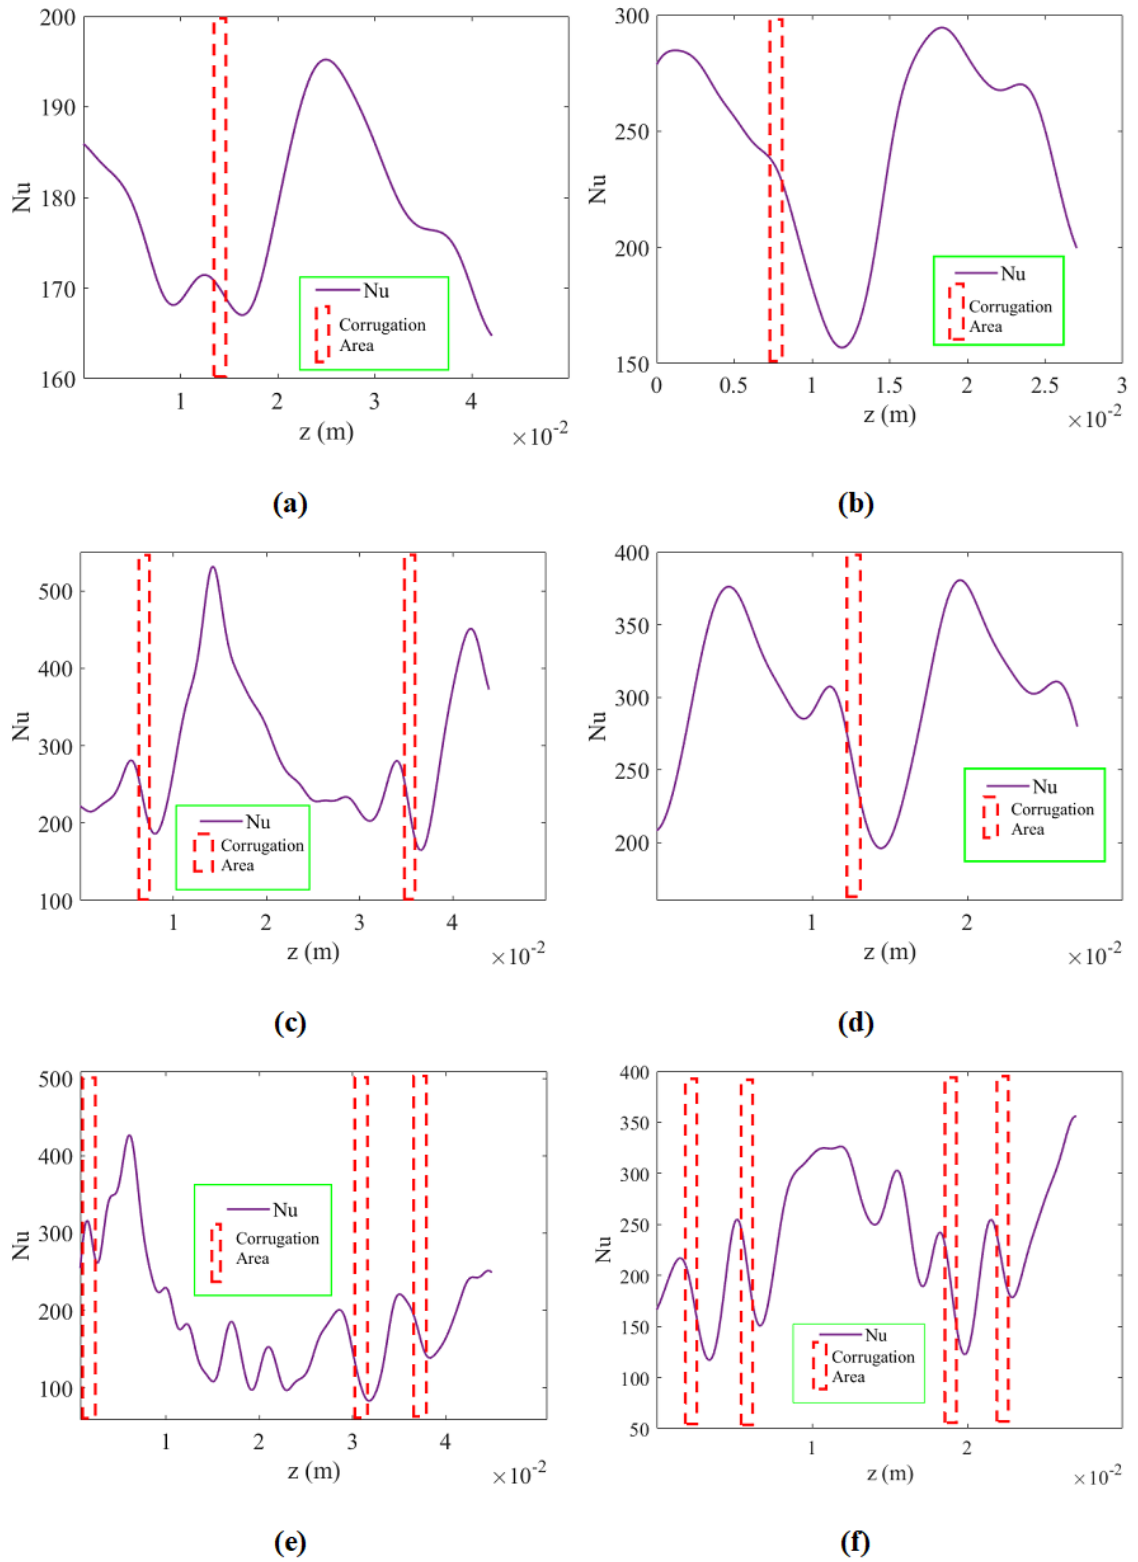 200
190
180
170
160
Nu
Nu
Corrugation
Area
1
2
3
4
z (m)
×10-2
(a)
300
250
200
150
Nu
Nu
Corrugation
Area
0
0.5
1
1.5
2
2.5
3
z (m)
×10-2
(b)
500
400
300
200
100
Nu
Nu
Corrugation
Area
1
2
3
4
z (m)
×10-2
(c)
400
350
300
250
200
Nu
Nu
Corrugation
Area
1
2
z (m)
×10-2
(d)
500
400
300
200
100
Nu
Nu
Corrugation
Area
1
2
3
4
z (m)
×10-2
(e)
400
350
300
250
200
150
100
50
Nu
Nu
Corrugation
Area
1
2
z (m)
×10-2
(f)